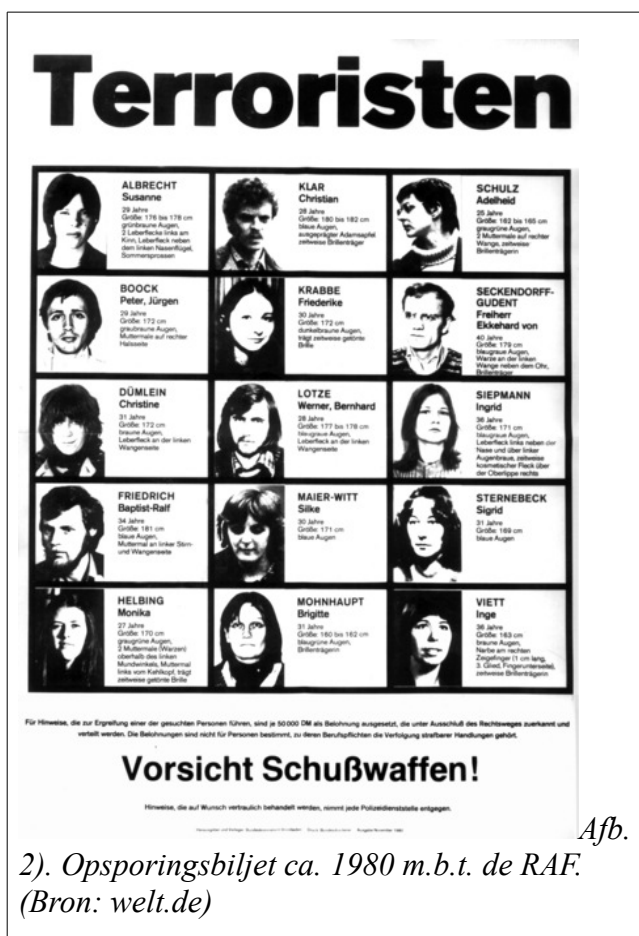 Terroristen
ALBRECHT
Susanne
29 Jahre
Größe: 176 bis 178 cm
grünbraune Augen,
2 Leberflecke links am
Kinn, Leberfleck neben
dem linken Nasenflügel,
Sommersprossen
KLAR
Christian
28 Jahre
Größe: 180 bis 182 cm
blaue Augen,
ausgeprägter Adamsapfel
zeitweise Brillenträger
SCHULZ
Adelheid
25 Jahre
Größe: 162 bis 165 cm
graugrüne Augen,
2 Muttermale auf rechter
Wange, zeitweise
Brillenträgerin
BOOCK
Peter, Jürgen
29 Jahre
Größe: 172 cm
graubraune Augen,
Muttermale auf rechter
Halsseite
KRABBE
Friederike
30 Jahre
Größe: 172 cm
dunkelbraune Augen,
trägt zeitweise getönte
Brille
SECKENDORFF-
GUDENT
Freiherr
Ekkehard von
40 Jahre
Größe: 179 cm
blaugraue Augen,
Warze an der linken
Wange neben dem Ohr,
Brillenträger
DÜMLEIN
Christine
31 Jahre
Größe: 172 cm
braune Augen,
Leberfleck an der linken
Wangenseite
LOTZE
Werner, Bernhard
28 Jahre
Größe: 177 bis 178 cm
blaugraue Augen,
Leberfleck an der linken
Wangenseite
SIEPMANN
Ingrid
36 Jahre
Größe: 171 cm
blaugraue Augen,
Leberfleck links neben der
Nase und über linker
Augenbraue, zeitweise
kosmetischer Fleck über
der Oberlippe rechts
FRIEDRICH
Baptist-Ralf
34 Jahre
Größe: 181 cm
blaue Augen,
Muttermal an linker Stirn-
und Wangenseite
MAIER-WITT
Silke
30 Jahre
Größe: 171 cm
blaue Augen
STERNEBECK
Sigrid
31 Jahre
Größe: 169 cm
blaue Augen
HELBING
Monika
27 Jahre
Größe: 170 cm
graugrüne Augen,
2 Muttermale (Warzen)
oberhalb des linken
Mundwinkels, Muttermal
links vom Kehlkopf, trägt
zeitweise getönte Brille
MOHNHAUPT
Brigitte
31 Jahre
Größe: 160 bis 162 cm
blaugrüne Augen,
Brillenträgerin
VIETT
Inge
36 Jahre
Größe: 163 cm
braune Augen,
Narbe am rechten
Zeigefinger (1 cm lang,
3. Glied, Fingerunterseite),
zeitweise Brillenträgerin
Für Hinweise, die zur Ergreifung einer der gesuchten Personen führen, sind je 50000 DM als Belohnung ausgesetzt, die unter Ausschluß des Rechtsweges zuerkannt und
verteilt werden. Die Belohnungen sind nicht für Personen bestimmt, zu deren Berufspflichten die Verfolgung strafbarer Handlungen gehört.
Vorsicht Schußwaffen!
Hinweise, die auf Wunsch vertraulich behandelt werden, nimmt jede Polizeidienststelle entgegen.
Afb.
2). Opsporingsbiljet ca. 1980 m.b.t. de RAF.
(Bron: welt.de)